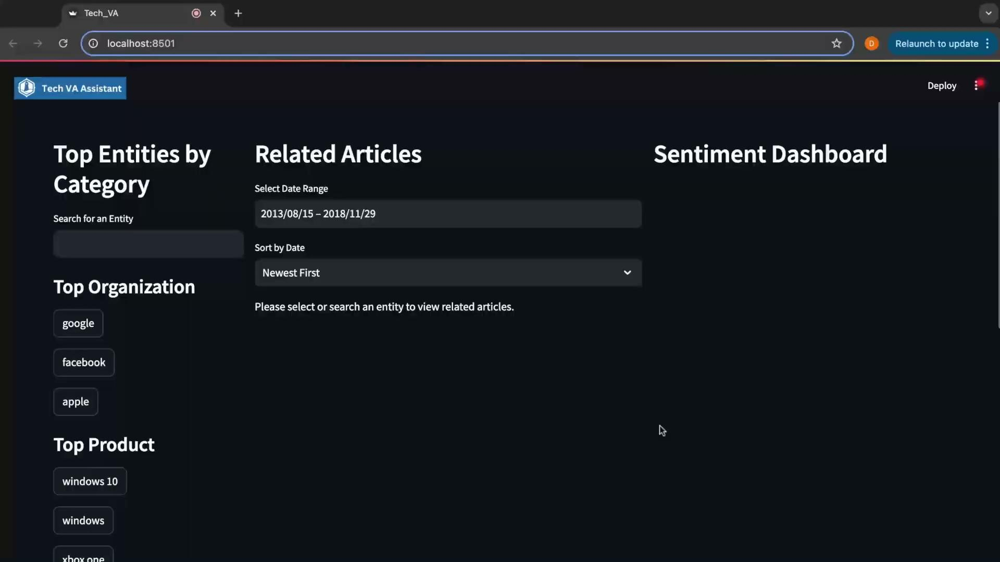 Tech_VA
localhost:8501
D
Relaunch to update
Tech VA Assistant
Deploy
Top Entities by
Category
Search for an Entity
Top Organization
google
facebook
apple
Top Product
windows 10
windows
xbox one
Related Articles
Select Date Range
2013/08/15 – 2018/11/29
Sort by Date
Newest First
Please select or search an entity to view related articles.
Sentiment Dashboard